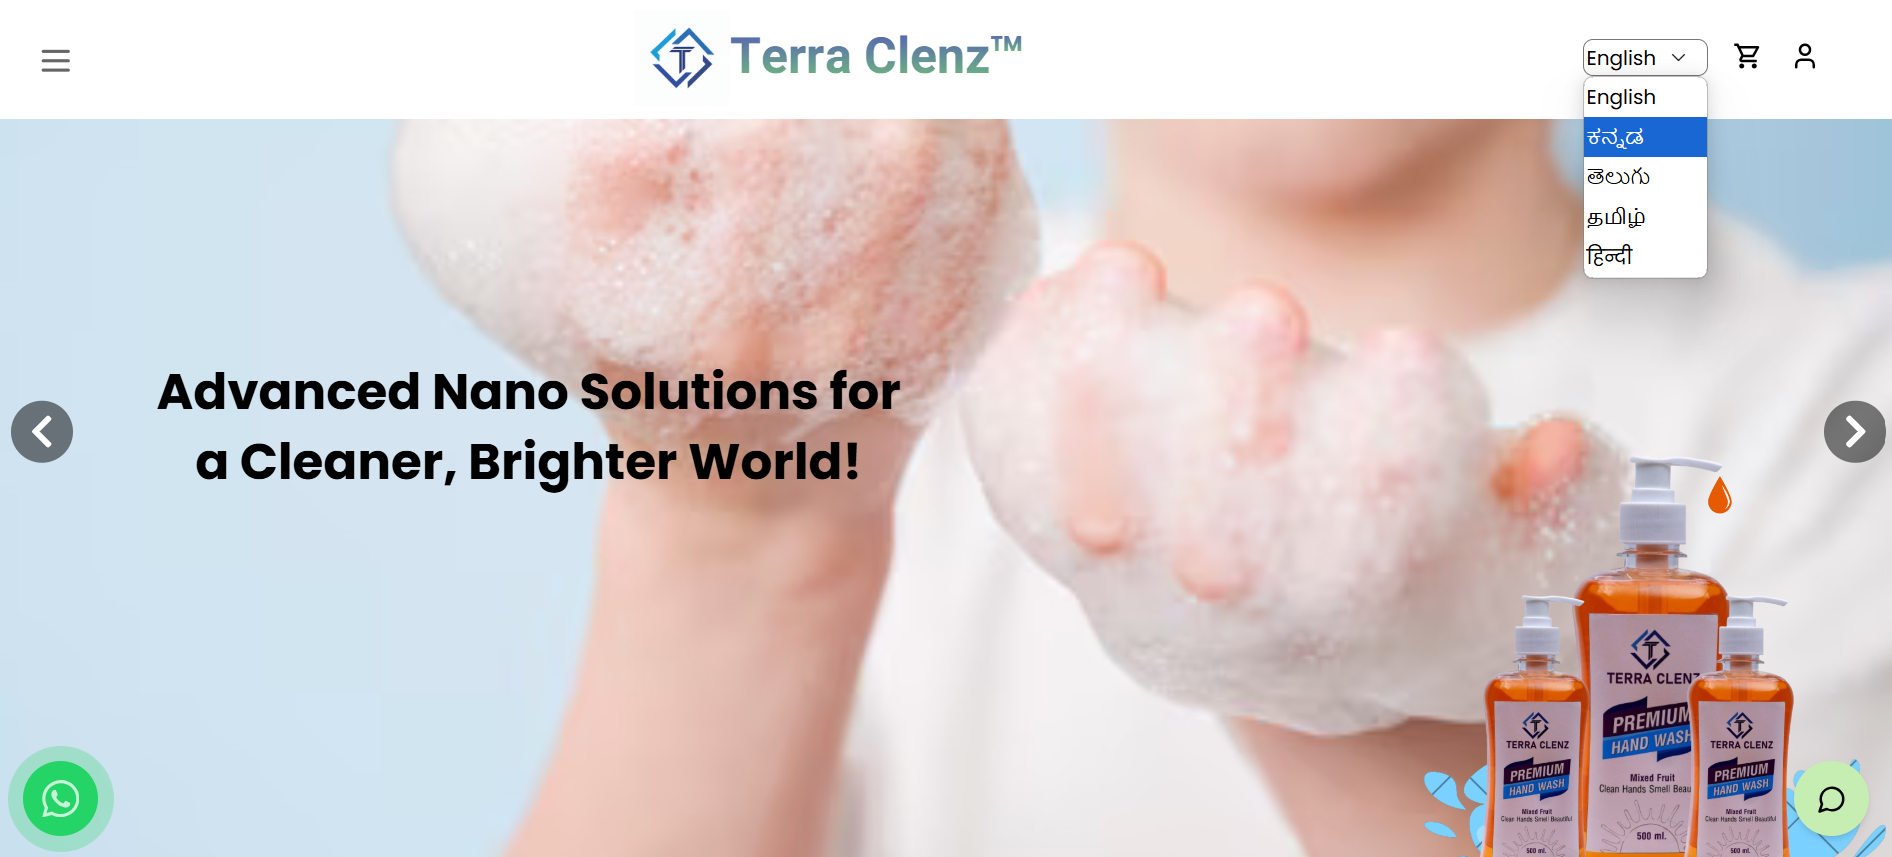 Terra Clenz™
English
English
ಕನ್ನಡ
తెలుగు
தமிழ்
हिन्दी
Advanced Nano Solutions for
a Cleaner, Brighter World!
TERRA CLENZ
PREMIUM
HAND WASH
Mixed Fruit
Clean Hands Smell Beau
500 ml.
TERRA CLENZ
PREMIUM
HAND WASH
Mixed Fruit
Clean Hands Smell Beautiful
500 ml.
TERRA CLENZ
PREMIUM
HAND WASH
Mixed Fruit
Clean Hands Smell Beautiful
500 ml.